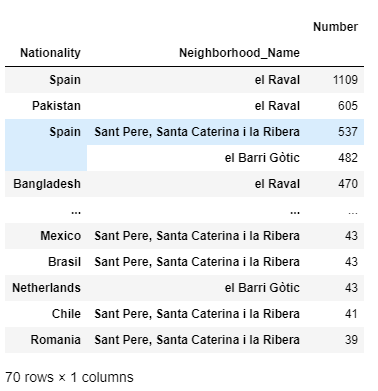 Number
Nationality Neighborhood_Name
Spain el Raval 1109
Pakistan el Raval 605
Spain Sant Pere, Santa Caterina i la Ribera 537
el Barri Gòtic 482
Bangladesh el Raval 470
... ... ...
Mexico Sant Pere, Santa Caterina i la Ribera 43
Brasil Sant Pere, Santa Caterina i la Ribera 43
Netherlands el Barri Gòtic 43
Chile Sant Pere, Santa Caterina i la Ribera 41
Romania Sant Pere, Santa Caterina i la Ribera 39
70 rows × 1 columns